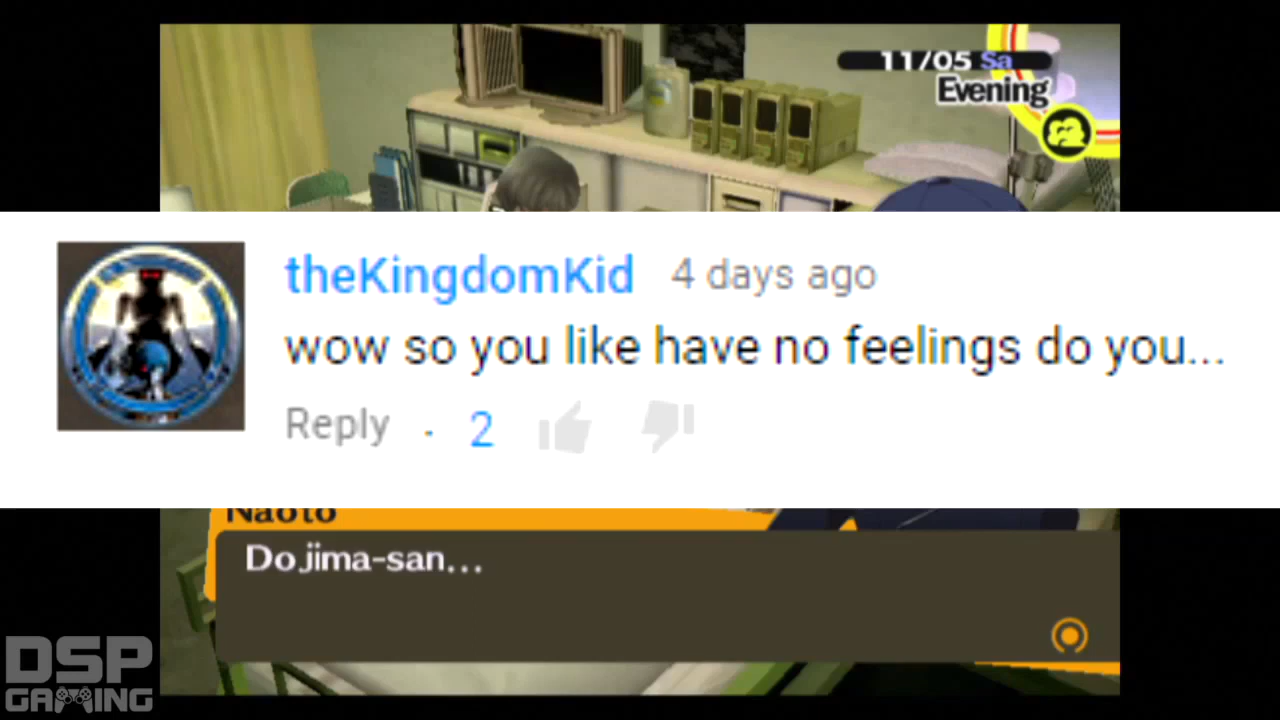 11/05 Sa
Evening
theKingdomKid 4 days ago
wow so you like have no feelings do you...
Reply . 2
Naoto
Dojima-san...
DSP
GAMING